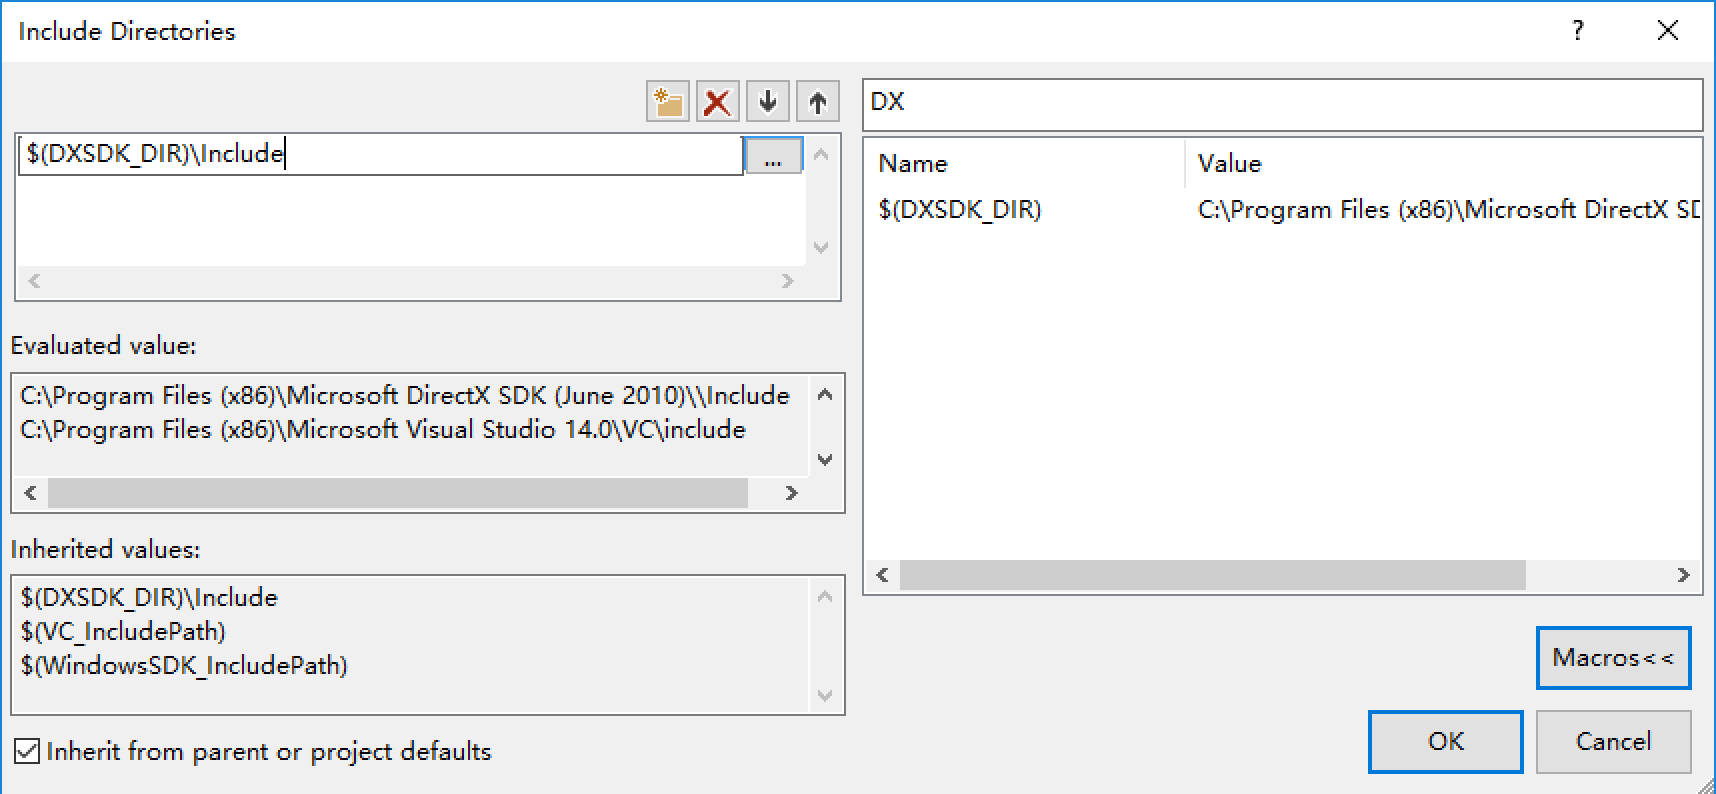 Include Directories
?
DX
$(DXSDK_DIR)\Include
...
Name Value
$(DXSDK_DIR) C:\Program Files (x86)\Microsoft DirectX
Evaluated value:
C:\Program Files (x86)\Microsoft DirectX SDK (June 2010)\\Include
C:\Program Files (x86)\Microsoft Visual Studio 14.0\VC\include
Inherited values:
$(DXSDK_DIR)\Include
$(VC_IncludePath)
$(WindowsSDK_IncludePath)
Inherit from parent or project defaults
Macros<<
OK
Cancel